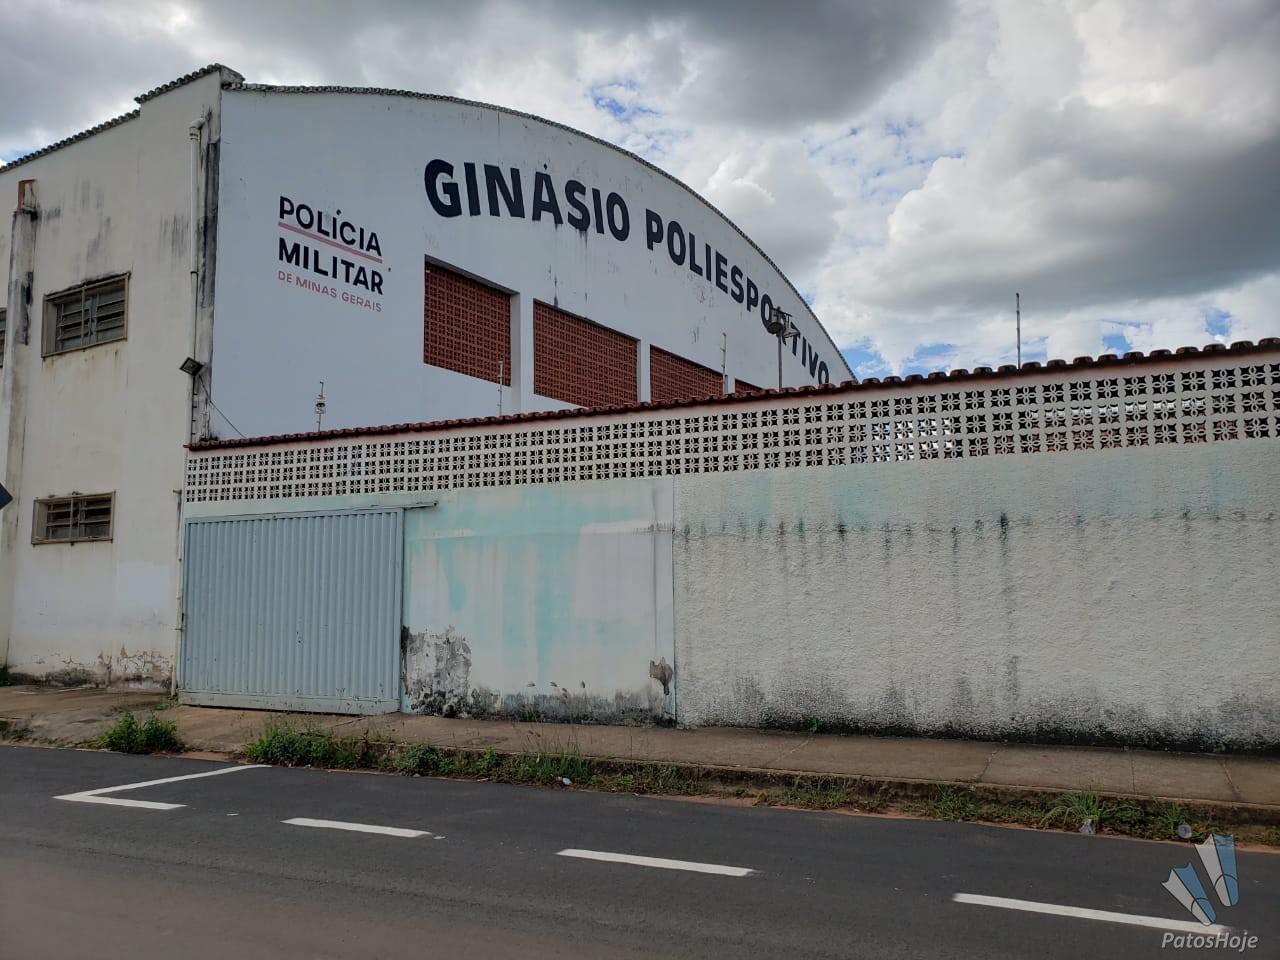 GINÁSIO POLIESPORTIVO
POLÍCIA
MILITAR
DE MINAS GERAIS
PatosHoje